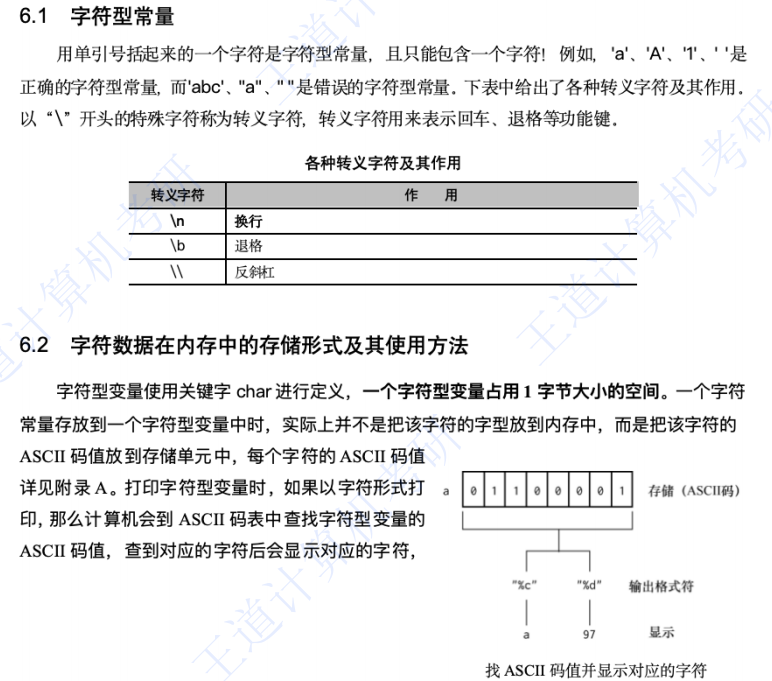 6.1 字符型常量
用单引号括起来的一个字符是字符型常量，且只能包含一个字符！例如，'a'、'A'、'1'、' '是
正确的字符型常量，而'abc'、"a"、" "是错误的字符型常量。下表中给出了各种转义字符及其作用。
以“\”开头的特殊字符称为转义字符，转义字符用来表示回车、退格等功能键。
各种转义字符及其作用
转义字符 作 用
\n 换行
\b 退格
\\ 反斜杠
6.2 字符数据在内存中的存储形式及其使用方法
字符型变量使用关键字 char 进行定义，一个字符型变量占用 1 字节大小的空间。一个字符
常量存放到一个字符型变量中时，实际上并不是把该字符的字型放到内存中，而是把该字符的
ASCII 码值放到存储单元中，每个字符的 ASCII 码值
详见附录 A。打印字符型变量时，如果以字符形式打
印，那么计算机会到 ASCII 码表中查找字符型变量的
ASCII 码值，查到对应的字符后会显示对应的字符，
a 0 1 1 0 0 0 0 1 存储（ASCII码）
"%c" "%d" 输出格式符
a 97 显示
找 ASCII 码值并显示对应的字符
王道计算机考研
王道计算机考研
王道计算机考研